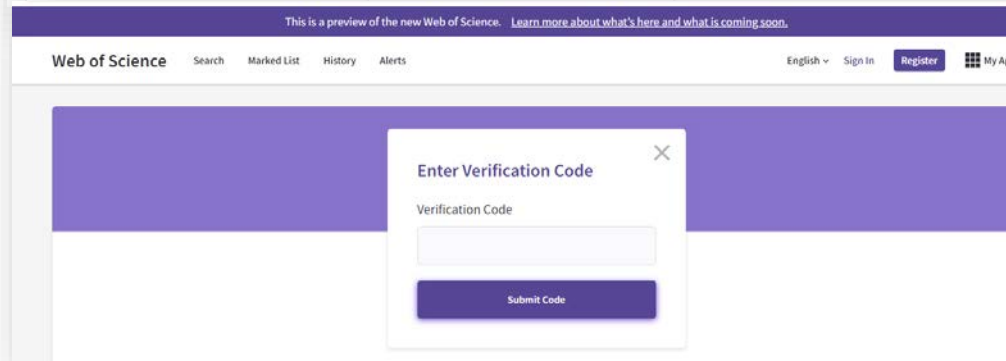 This is a preview of the new Web of Science. Learn more about what's here and what is coming soon.
Web of Science Search Marked List History Alerts English Sign In Register My A
Enter Verification Code
Verification Code
Submit Code